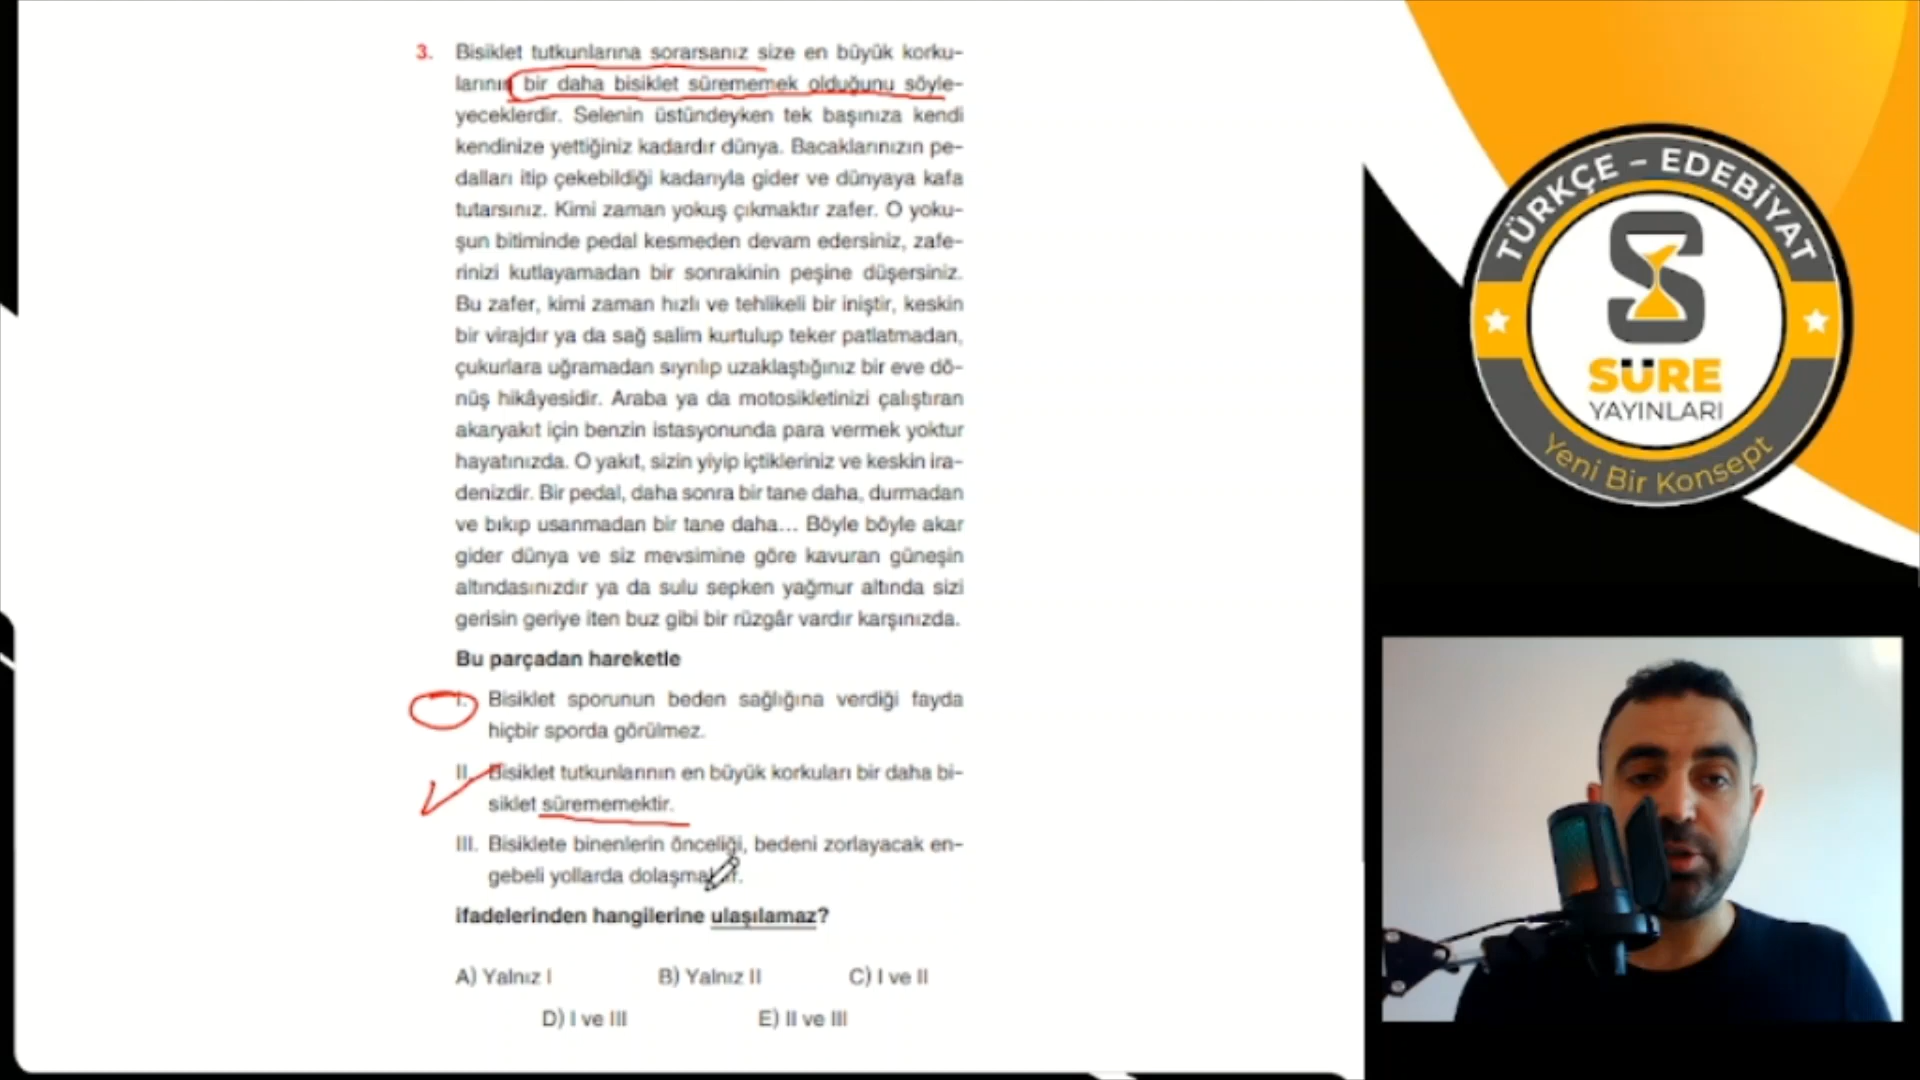 3. Bisiklet tutkunlarına sorarsanız size en büyük korku-
larının bir daha bisiklet sürememek olduğunu söyle-
yeceklerdir. Selenin üstündeyken tek başınıza kendi
kendinize yettiğiniz kadardır dünya. Bacaklarınızın pe-
dalları itip çekebildiği kadarıyla gider ve dünyaya kafa
tutarsınız. Kimi zaman yokuş çıkmaktır zafer. O yoku-
şun bitiminde pedal kesmeden devam edersiniz, zafe-
rinizi kutlayamadan bir sonrakinin peşine düşersiniz.
Bu zafer, kimi zaman hızlı ve tehlikeli bir iniştir, keskin
bir virajdır ya da sağ salim kurtulup teker patlatmadan,
çukurlara uğramadan sıyrılıp uzaklaştığınız bir eve dö-
nüş hikâyesidir. Araba ya da motosikletinizi çalıştıran
akaryakıt için benzin istasyonunda para vermek yoktur
hayatınızda. O yakıt, sizin yiyip içtikleriniz ve keskin ira-
denizdir. Bir pedal, daha sonra bir tane daha, durmadan
ve bıkıp usanmadan bir tane daha... Böyle böyle akar
gider dünya ve siz mevsimine göre kavuran güneşin
altındasınızdır ya da sulu sepken yağmur altında sizi
gerisin geriye iten buz gibi bir rüzgâr vardır karşınızda.
Bu parçadan hareketle
I. Bisiklet sporunun beden sağlığına verdiği fayda
hiçbir sporda görülmez.
II. Bisiklet tutkunlarının en büyük korkuları bir daha bi-
siklet sürememektir.
III. Bisiklete binenlerin önceliği, bedeni zorlayacak en-
gebeli yollarda dolaşmaktır.
ifadelerinden hangilerine ulaşılamaz?
A) Yalnız I B) Yalnız II C) I ve II
D) I ve III E) II ve III
TÜRKÇE – EDEBİYAT
SÜRE
YAYINLARI
Yeni Bir Konsept